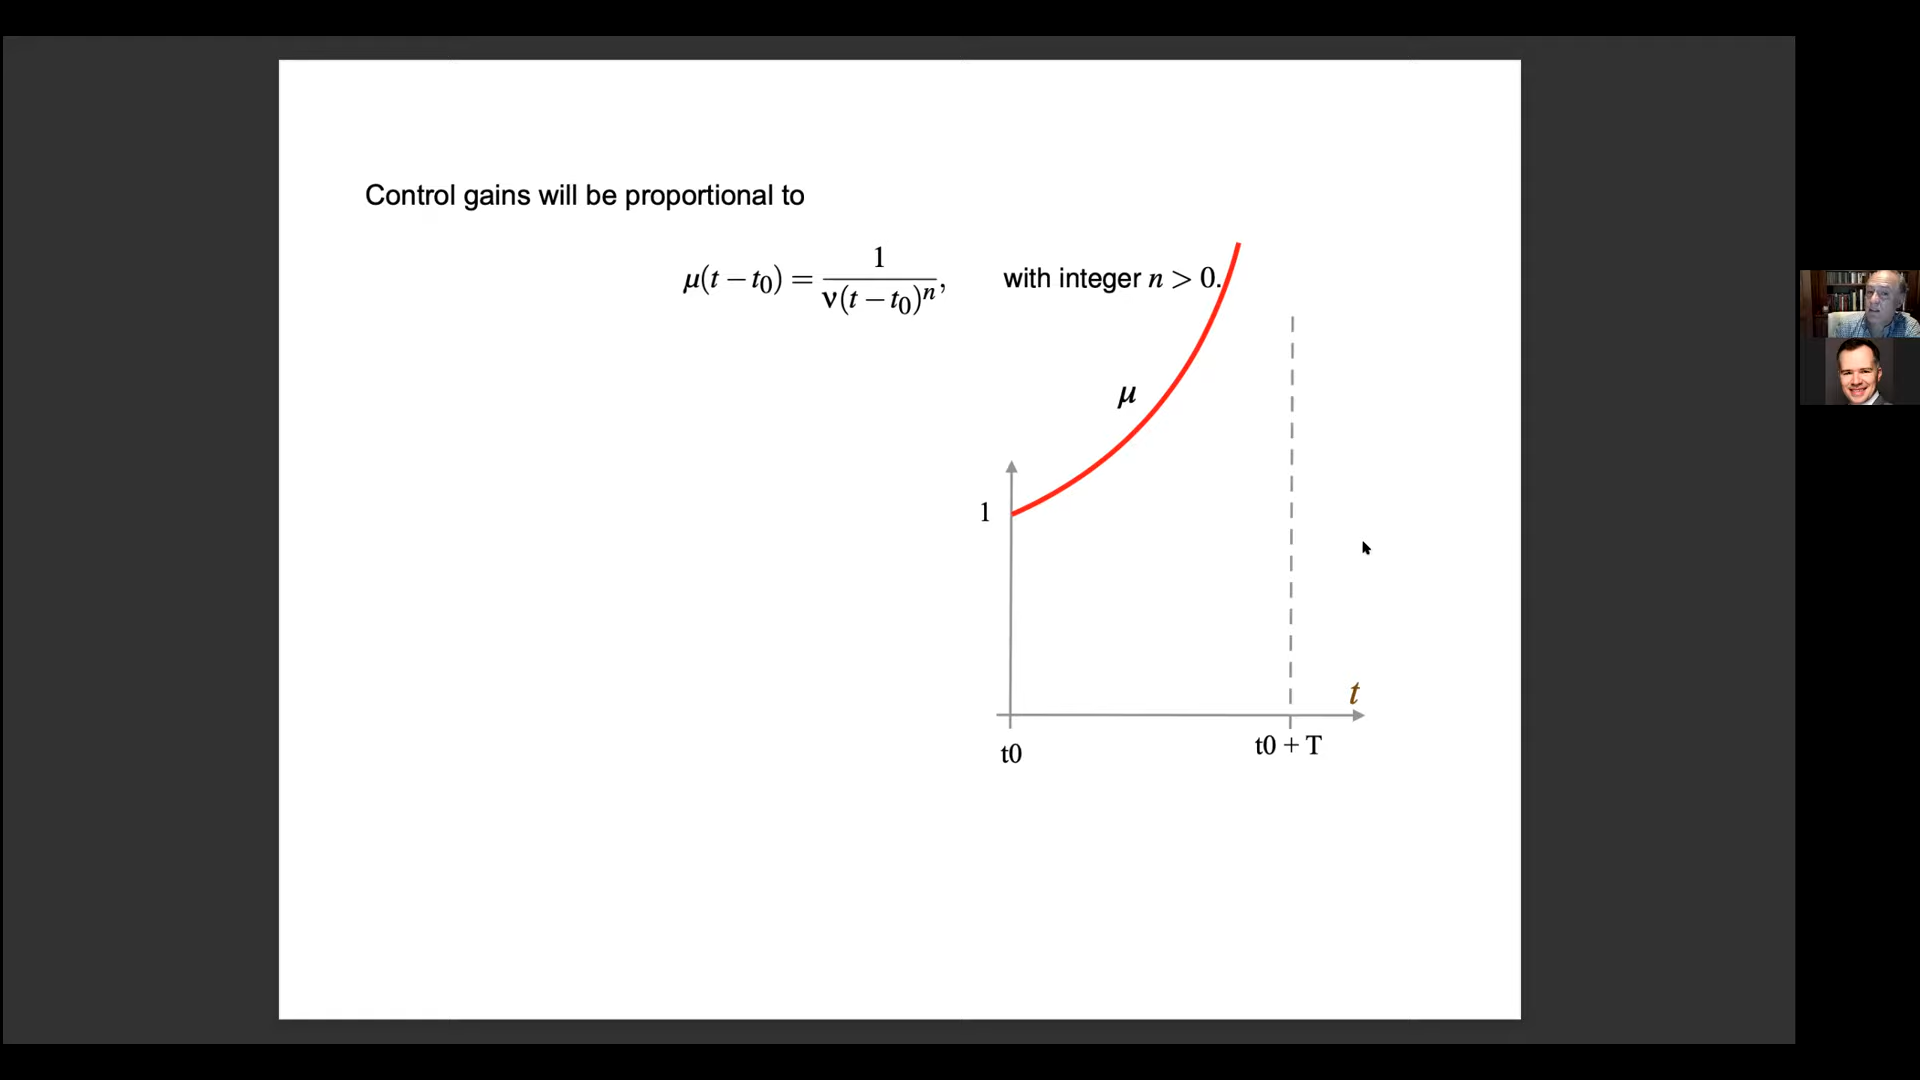 Control gains will be proportional to
μ(t − t₀) = 1 / ν(t − t₀)ⁿ, with integer n > 0.
μ
1
t
t0
t0 + T